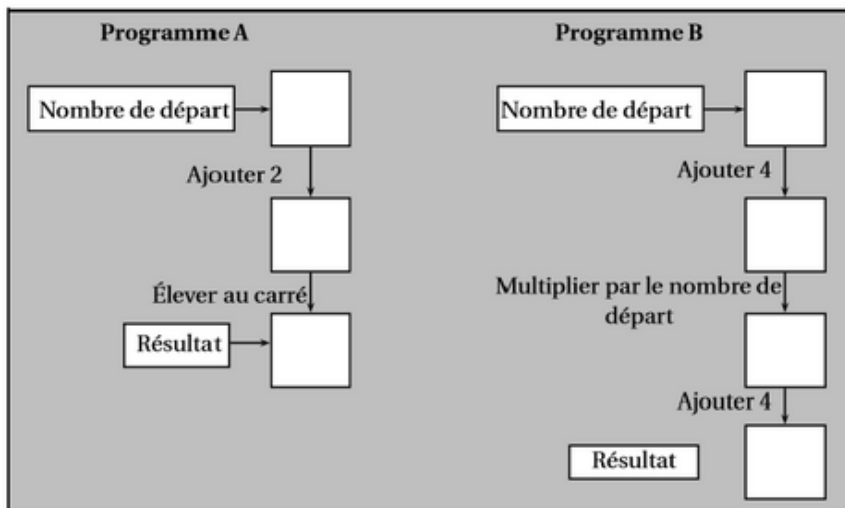 Programme A
Nombre de départ
Ajouter 2
Élever au carré
Résultat
Programme B
Nombre de départ
Ajouter 4
Multiplier par le nombre de
départ
Ajouter 4
Résultat